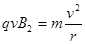 qvB₂ = m v²/r